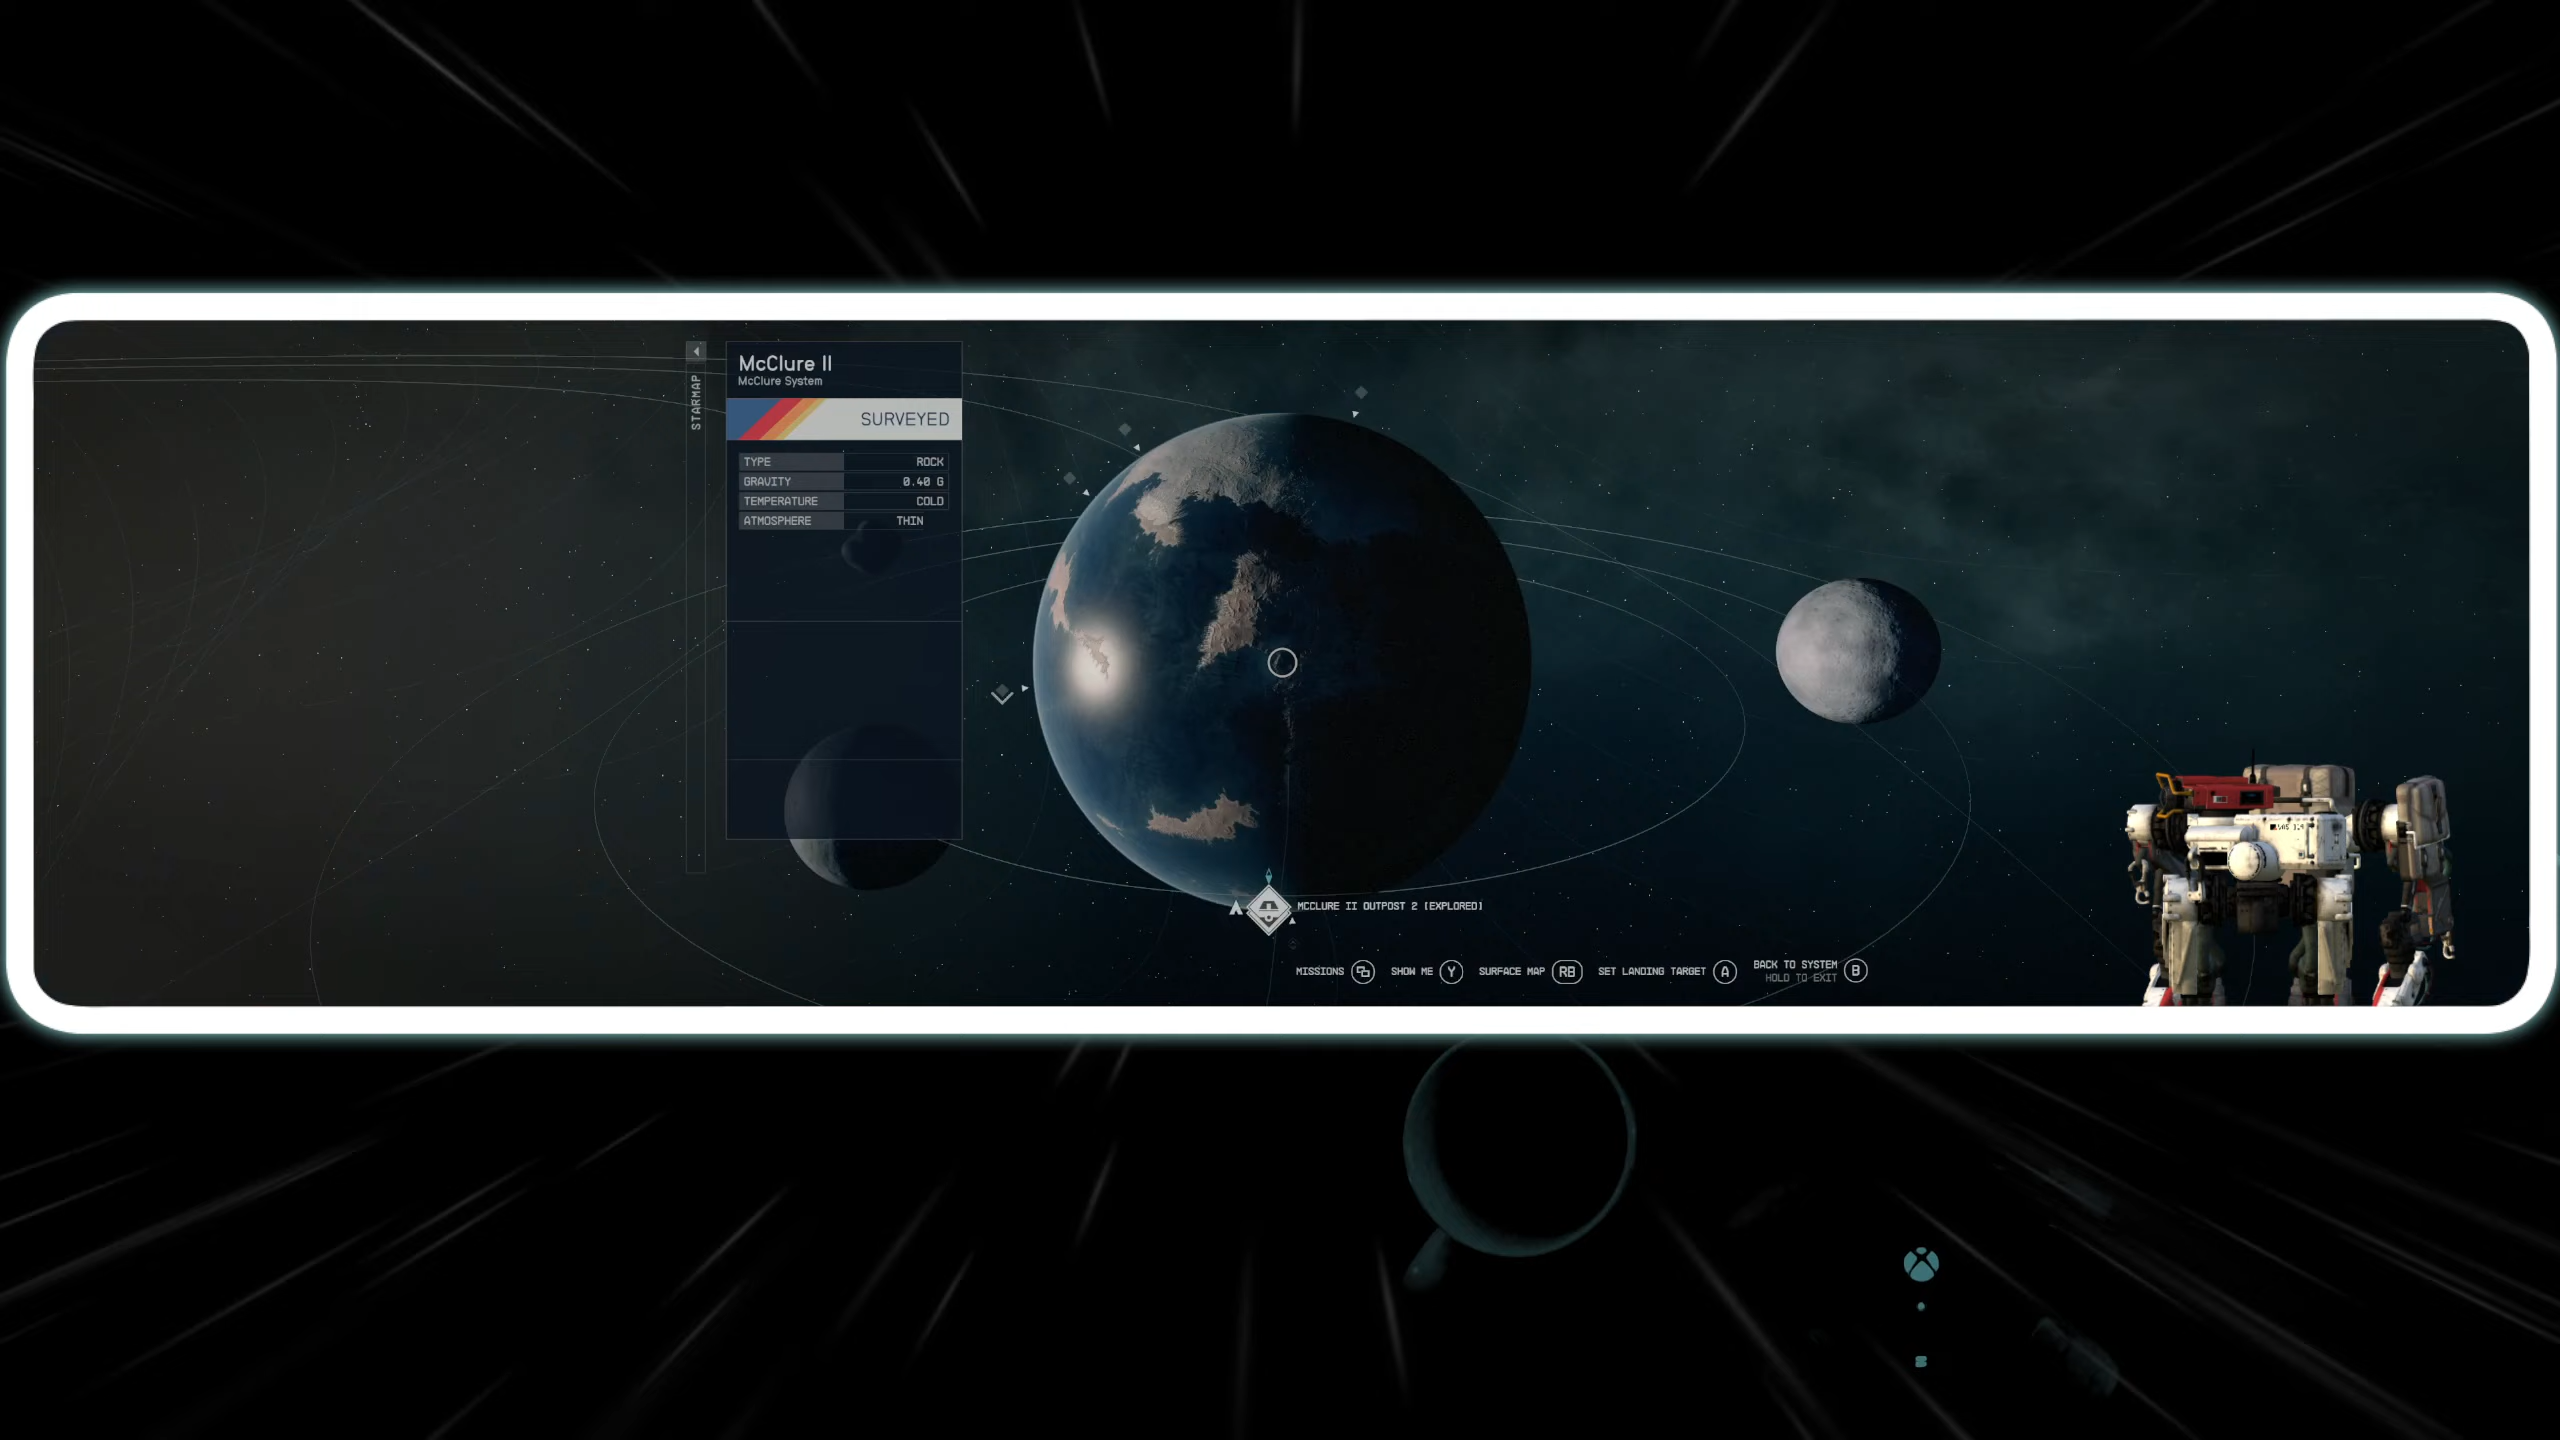 STARMAP
McClure II
McClure System
SURVEYED
TYPE ROCK
GRAVITY 0.40 G
TEMPERATURE COLD
ATMOSPHERE THIN
MCCLURE II OUTPOST 2 [EXPLORED]
MISSIONS SHOW ME Y SURFACE MAP RB SET LANDING TARGET A BACK TO SYSTEM B
HOLD TO EXIT